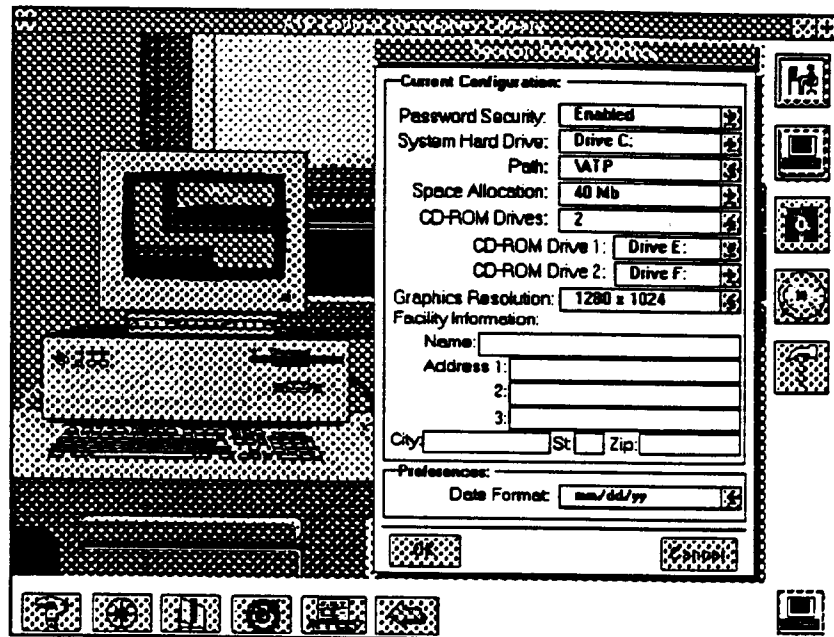 Current Configuration:
Password Security: Enabled
System Hard Drive: Drive C:
Path: \ATP
Space Allocation: 40 Mb
CD-ROM Drives: 2
CD-ROM Drive 1: Drive E:
CD-ROM Drive 2: Drive F:
Graphics Resolution: 1280 x 1024
Facility Information:
Name:
Address 1:
2:
3:
City: St: Zip:
Preferences:
Date Format: mm/dd/yy
OK Cancel